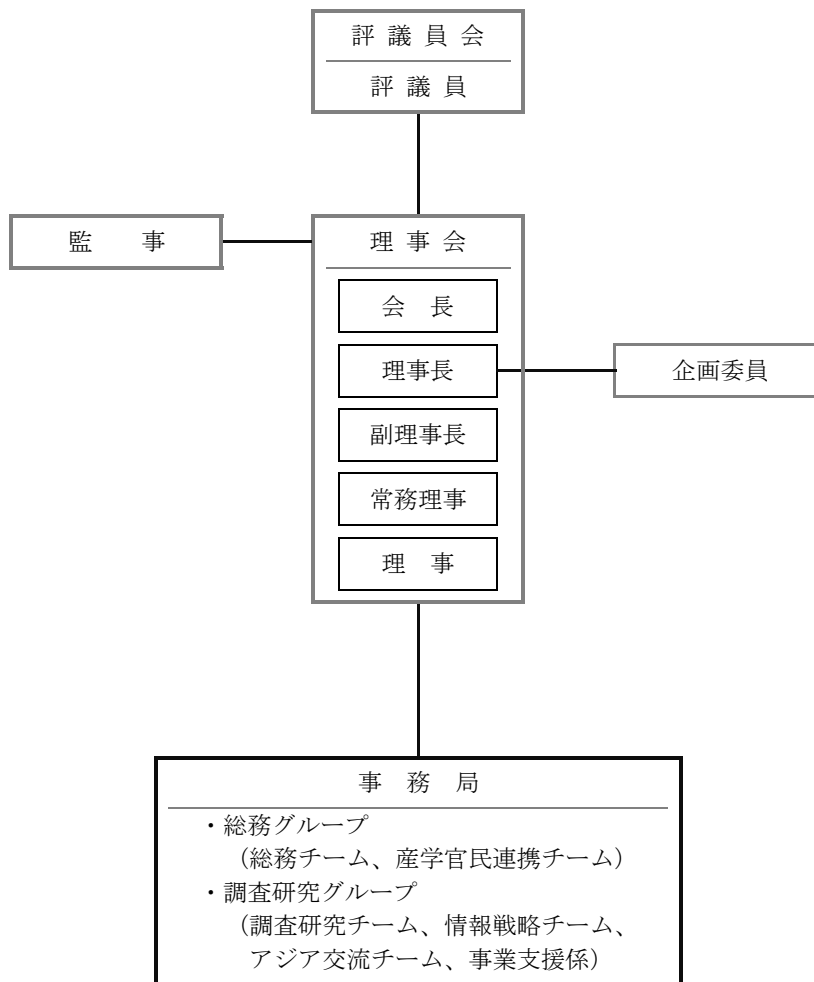 評議員会
評議員
監　事
理事会
会　長
理事長
企画委員
副理事長
常務理事
理　事
事　務　局
・総務グループ
（総務チーム、産学官民連携チーム）
・調査研究グループ
（調査研究チーム、情報戦略チーム、
アジア交流チーム、事業支援係）